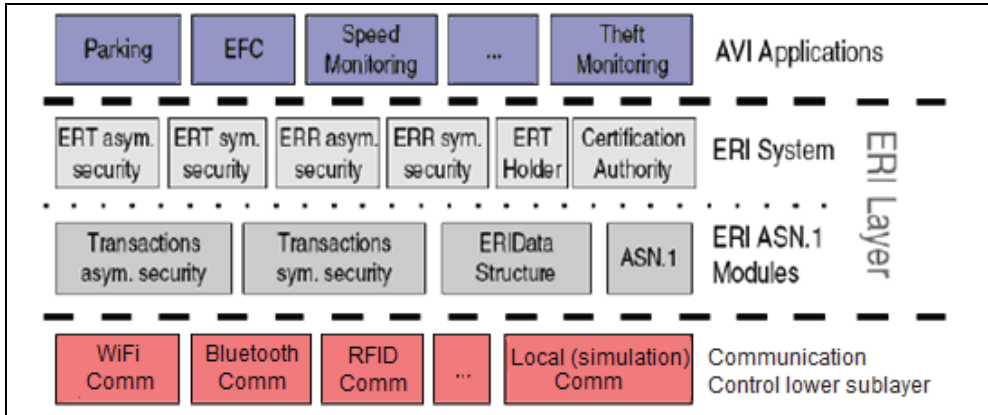 Parking
EFC
Speed
Monitoring
...
Theft
Monitoring
AVI Applications
ERT asym.
security
ERT sym.
security
ERR asym.
security
ERR sym.
security
ERT
Holder
Certification
Authority
ERI System
Transactions
asym. security
Transactions
sym. security
ERIData
Structure
ASN.1
ERI ASN.1
Modules
ERI Layer
WiFi
Comm
Bluetooth
Comm
RFID
Comm
...
Local (simulation)
Comm
Communication
Control lower sublayer